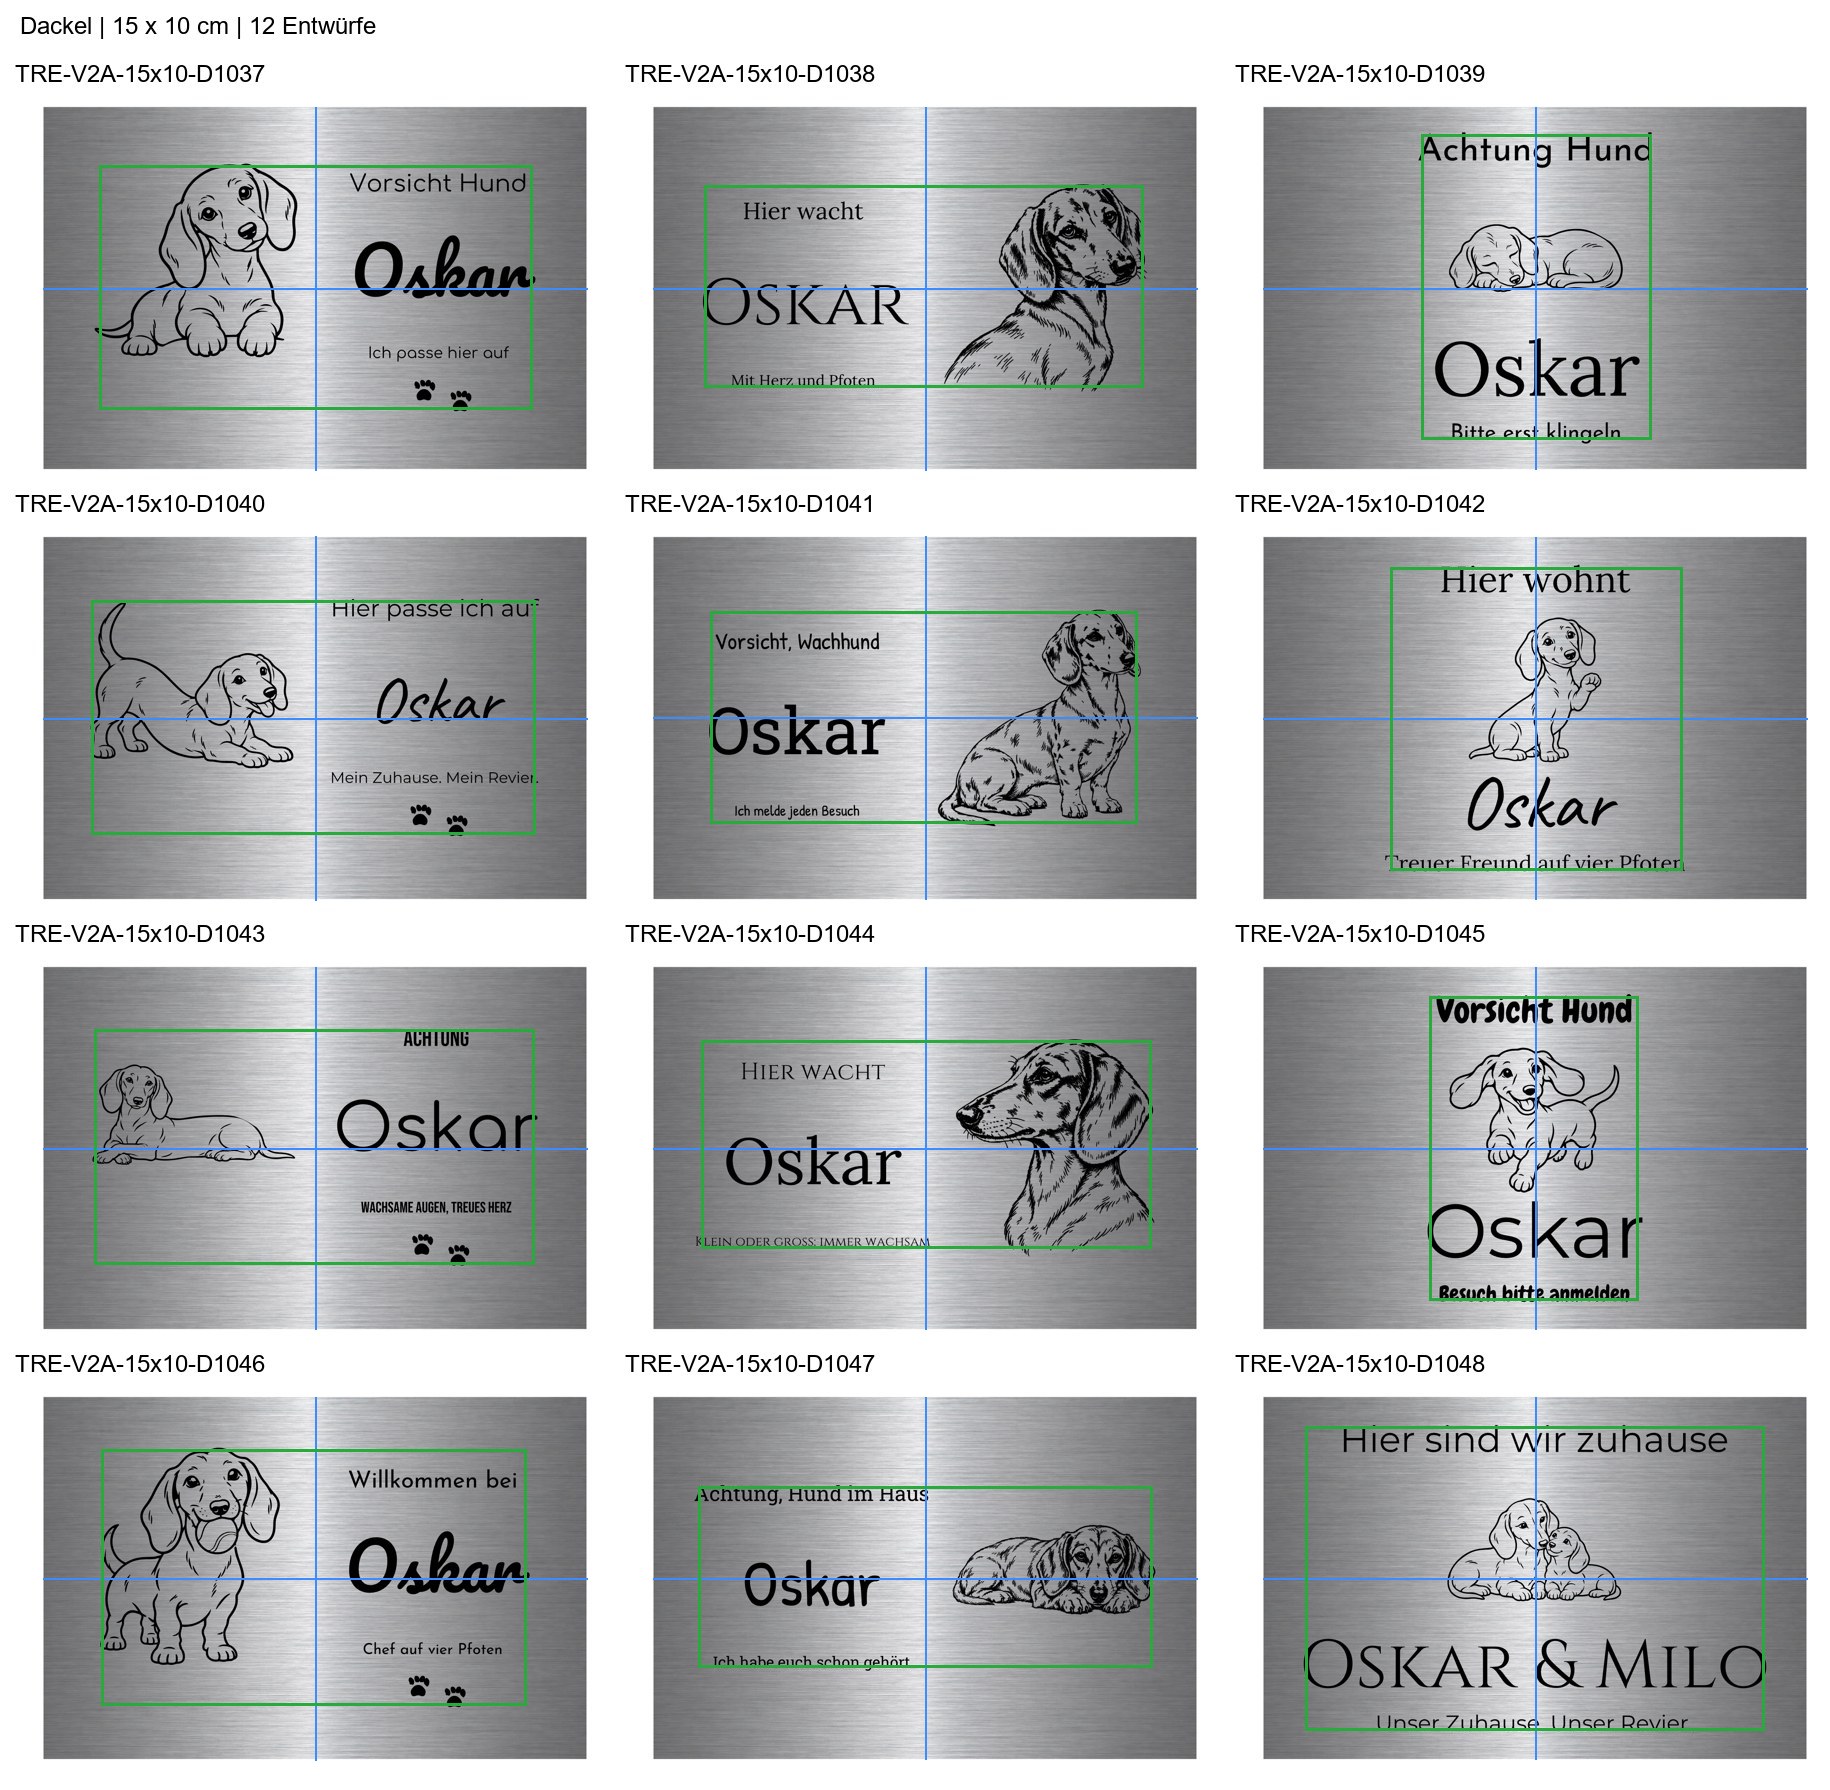 Dackel | 15 x 10 cm | 12 Entwürfe
TRE-V2A-15x10-D1037
Vorsicht Hund
Oskar
Ich passe hier auf
TRE-V2A-15x10-D1038
Hier wacht
OSKAR
Mit Herz und Pfoten
TRE-V2A-15x10-D1039
Achtung Hund
Oskar
Bitte erst klingeln
TRE-V2A-15x10-D1040
Hier passe ich auf
Oskar
Mein Zuhause. Mein Revier.
TRE-V2A-15x10-D1041
Vorsicht, Wachhund
Oskar
Ich melde jeden Besuch
TRE-V2A-15x10-D1042
Hier wohnt
Oskar
Treuer Freund auf vier Pfoten
TRE-V2A-15x10-D1043
ACHTUNG
Oskar
WACHSAME AUGEN, TREUES HERZ
TRE-V2A-15x10-D1044
HIER WACHT
Oskar
KLEIN ODER GROSS: IMMER WACHSAM
TRE-V2A-15x10-D1045
Vorsicht Hund
Oskar
Besuch bitte anmelden
TRE-V2A-15x10-D1046
Willkommen bei
Oskar
Chef auf vier Pfoten
TRE-V2A-15x10-D1047
Achtung, Hund im Haus
Oskar
Ich habe euch schon gehört
TRE-V2A-15x10-D1048
Hier sind wir zuhause
OSKAR & MILO
Unser Zuhause. Unser Revier.